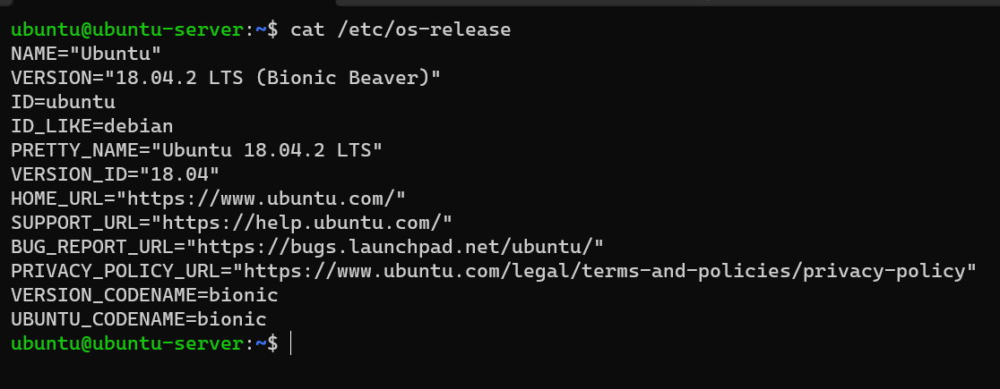 ubuntu@ubuntu-server:~$ cat /etc/os-release
NAME="Ubuntu"
VERSION="18.04.2 LTS (Bionic Beaver)"
ID=ubuntu
ID_LIKE=debian
PRETTY_NAME="Ubuntu 18.04.2 LTS"
VERSION_ID="18.04"
HOME_URL="https://www.ubuntu.com/"
SUPPORT_URL="https://help.ubuntu.com/"
BUG_REPORT_URL="https://bugs.launchpad.net/ubuntu/"
PRIVACY_POLICY_URL="https://www.ubuntu.com/legal/terms-and-policies/privacy-policy"
VERSION_CODENAME=bionic
UBUNTU_CODENAME=bionic
ubuntu@ubuntu-server:~$